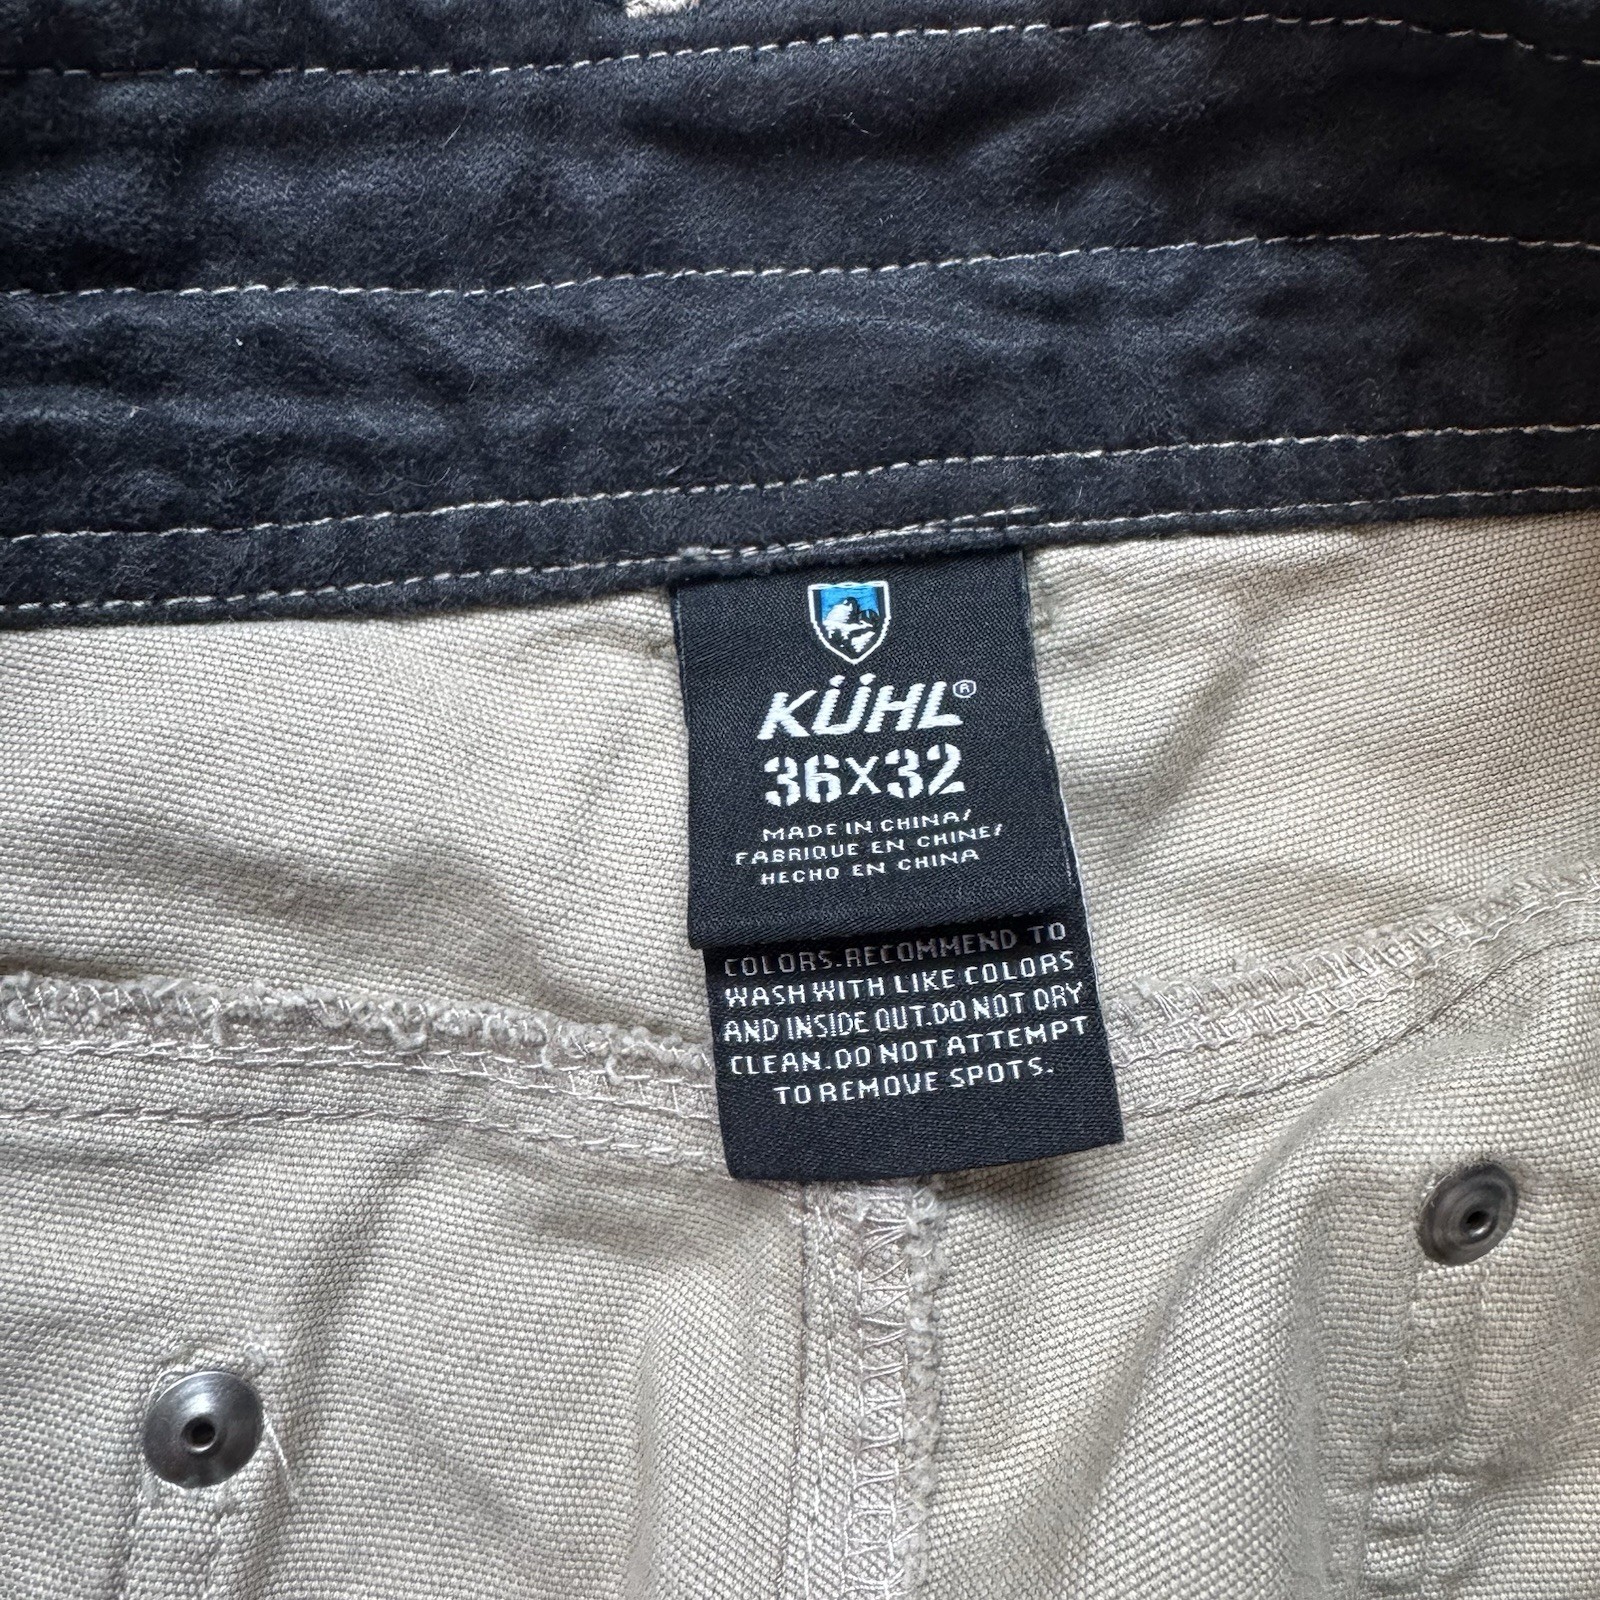 KÜHL®
36X32
MADE IN CHINA/
FABRIQUE EN CHINE/
HECHO EN CHINA
COLORS.RECOMMEND TO
WASH WITH LIKE COLORS
AND INSIDE OUT.DO NOT DRY
CLEAN.DO NOT ATTEMPT
TO REMOVE SPOTS.